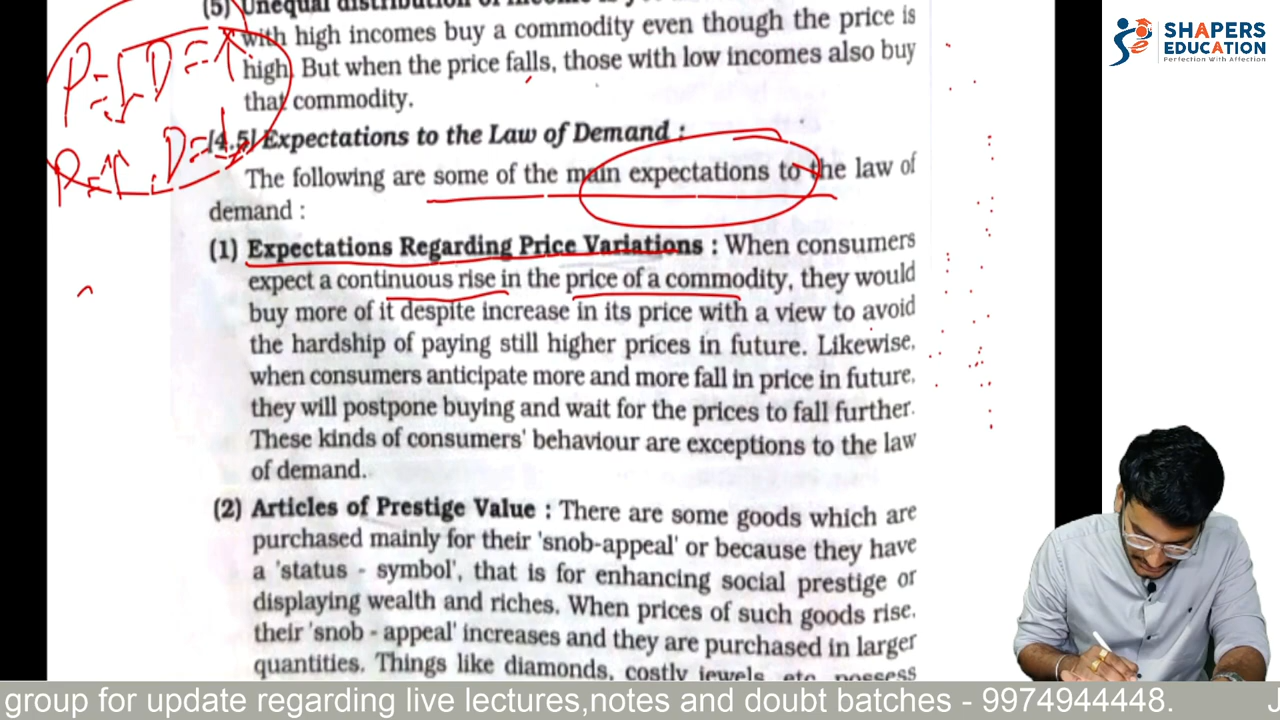 (5) Unequal distribution of income
with high incomes buy a commodity even though the price is
high. But when the price falls, those with low incomes also buy
that commodity.
[4.5] Expectations to the Law of Demand :
The following are some of the main expectations to the law of
demand :
(1) Expectations Regarding Price Variations : When consumers
expect a continuous rise in the price of a commodity, they would
buy more of it despite increase in its price with a view to avoid
the hardship of paying still higher prices in future. Likewise,
when consumers anticipate more and more fall in price in future,
they will postpone buying and wait for the prices to fall further.
These kinds of consumers' behaviour are exceptions to the law
of demand.
(2) Articles of Prestige Value : There are some goods which are
purchased mainly for their 'snob-appeal' or because they have
a 'status - symbol', that is for enhancing social prestige or
displaying wealth and riches. When prices of such goods rise,
their 'snob - appeal' increases and they are purchased in larger
quantities. Things like diamonds, costly jewels, etc. possess
P=↓ D=↑
P=↑, D=↓
SHAPERS
EDUCATION
Perfection With Affection
group for update regarding live lectures,notes and doubt batches - 9974944448. J